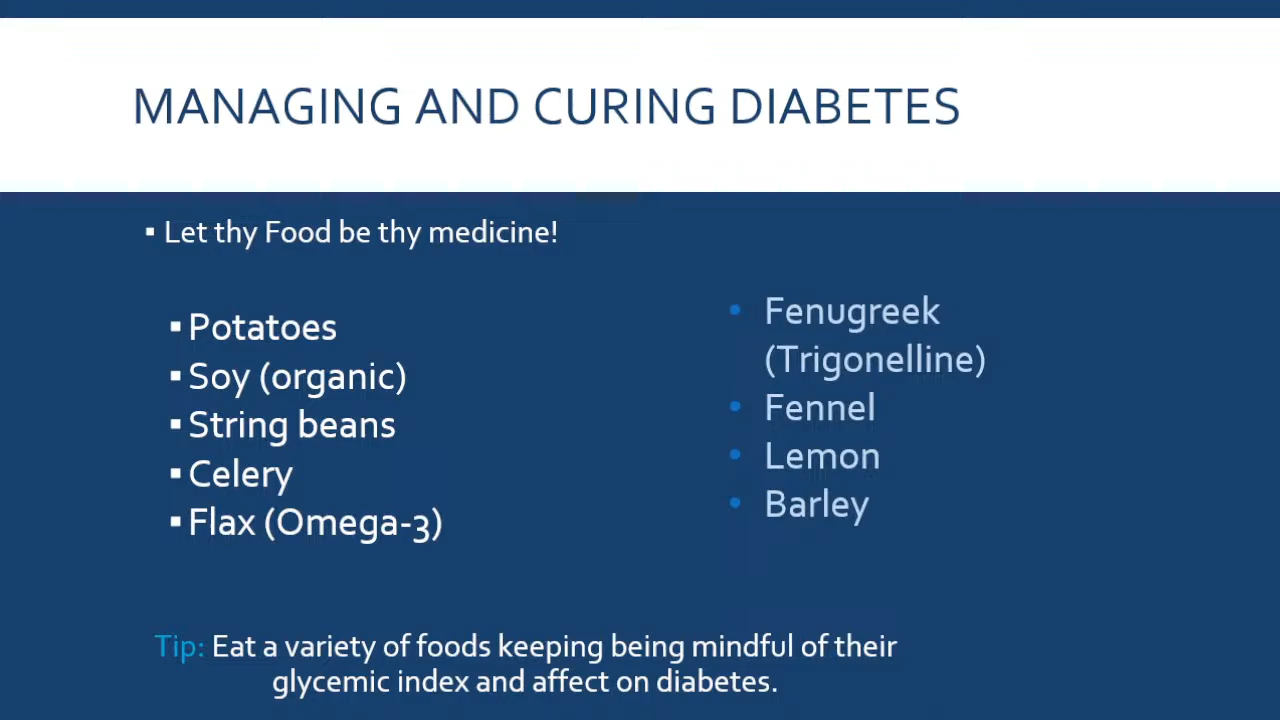 MANAGING AND CURING DIABETES
▪ Let thy Food be thy medicine!
▪ Potatoes
▪ Soy (organic)
▪ String beans
▪ Celery
▪ Flax (Omega-3)
• Fenugreek
(Trigonelline)
• Fennel
• Lemon
• Barley
Tip: Eat a variety of foods keeping being mindful of their
glycemic index and affect on diabetes.